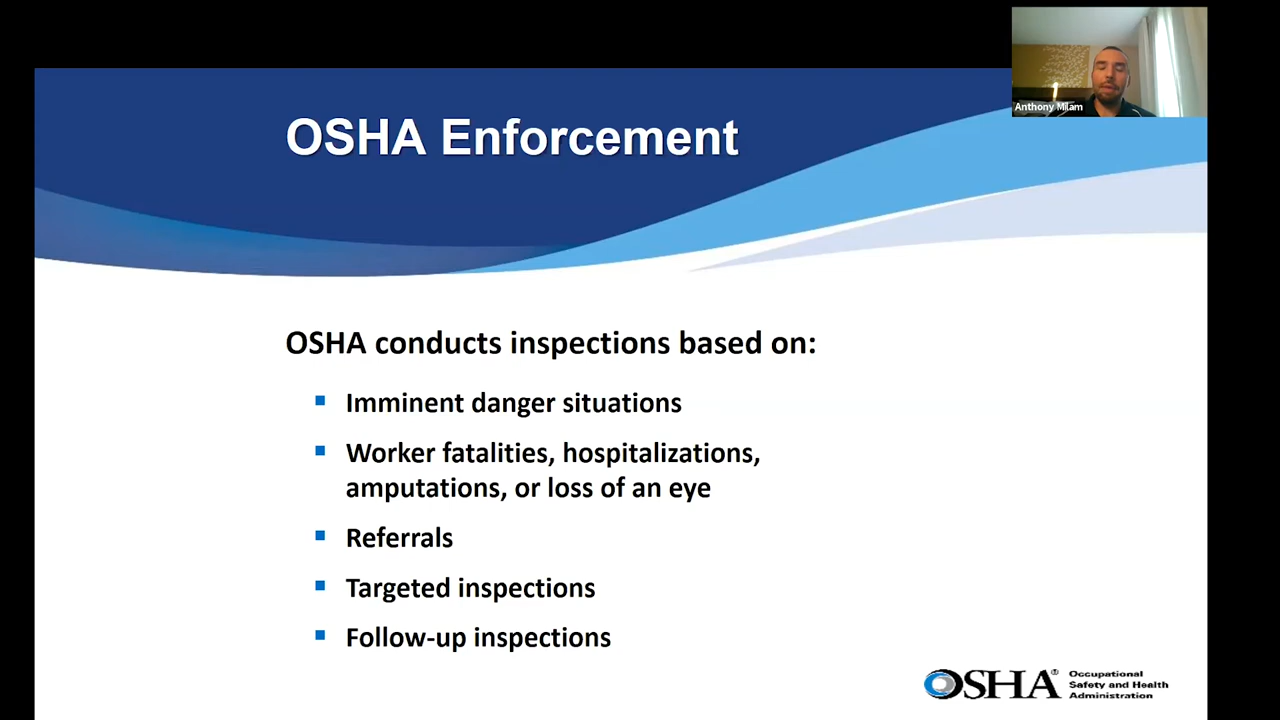 Anthony Milam
OSHA Enforcement
OSHA conducts inspections based on:
▪ Imminent danger situations
▪ Worker fatalities, hospitalizations,
amputations, or loss of an eye
▪ Referrals
▪ Targeted inspections
▪ Follow-up inspections
OSHA®
Occupational
Safety and Health
Administration